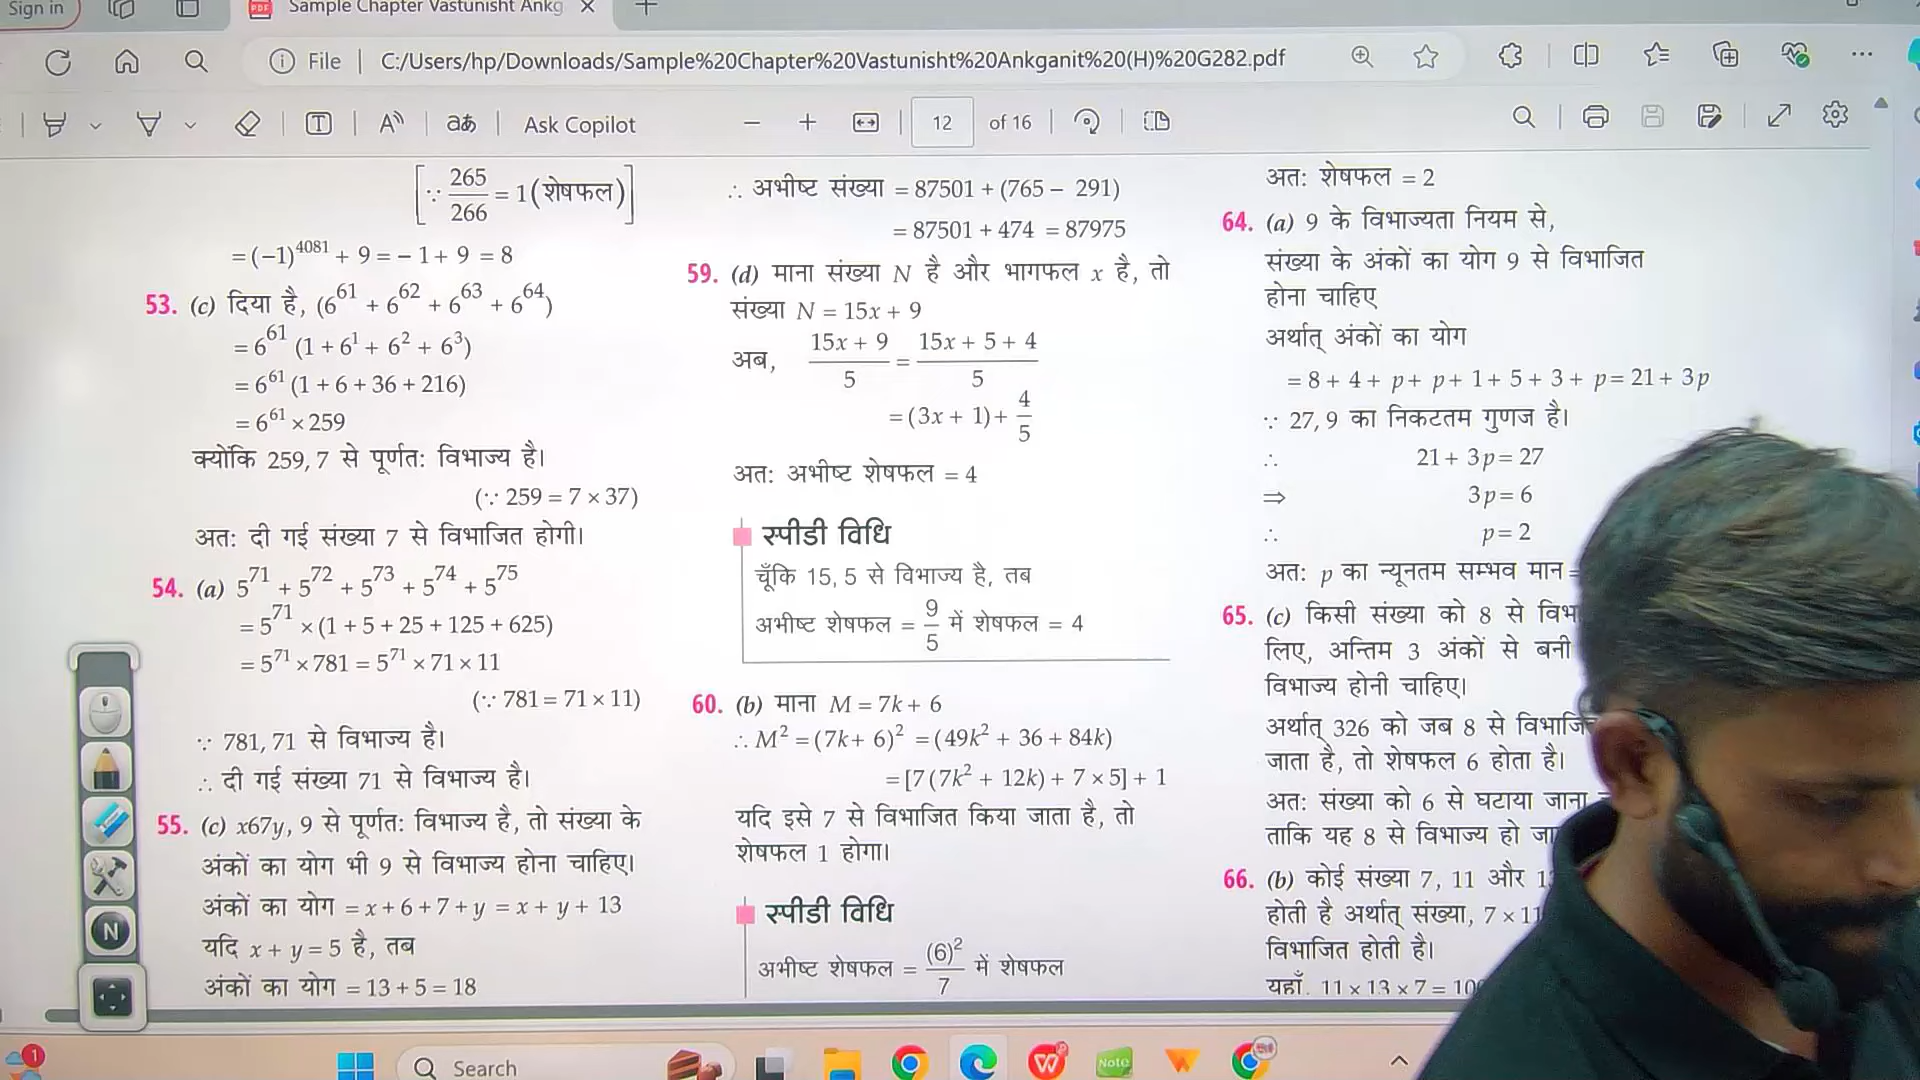 Sign in
Sample Chapter Vastunisht Ankg
File
C:/Users/hp/Downloads/Sample%20Chapter%20Vastunisht%20Ankganit%20(H)%20G282.pdf
Ask Copilot
12 of 16
[∵ 265/266 = 1 (शेषफल)]
= (−1)^4081 + 9 = − 1 + 9 = 8
53. (c) दिया है, (6^61 + 6^62 + 6^63 + 6^64)
= 6^61 (1 + 6^1 + 6^2 + 6^3)
= 6^61 (1 + 6 + 36 + 216)
= 6^61 × 259
क्योंकि 259, 7 से पूर्णत: विभाज्य है।
(∵ 259 = 7 × 37)
अत: दी गई संख्या 7 से विभाजित होगी।
54. (a) 5^71 + 5^72 + 5^73 + 5^74 + 5^75
= 5^71 × (1 + 5 + 25 + 125 + 625)
= 5^71 × 781 = 5^71 × 71 × 11
(∵ 781 = 71 × 11)
∵ 781, 71 से विभाज्य है।
∴ दी गई संख्या 71 से विभाज्य है।
55. (c) x67y, 9 से पूर्णत: विभाज्य है, तो संख्या के
अंकों का योग भी 9 से विभाज्य होना चाहिए।
अंकों का योग = x + 6 + 7 + y = x + y + 13
यदि x + y = 5 है, तब
अंकों का योग = 13 + 5 = 18
∴ अभीष्ट संख्या = 87501 + (765 − 291)
= 87501 + 474 = 87975
59. (d) माना संख्या N है और भागफल x है, तो
संख्या N = 15x + 9
अब, (15x + 9)/5 = (15x + 5 + 4)/5
= (3x + 1) + 4/5
अत: अभीष्ट शेषफल = 4
स्पीडी विधि
चूँकि 15, 5 से विभाज्य है, तब
अभीष्ट शेषफल = 9/5 में शेषफल = 4
60. (b) माना M = 7k + 6
∴ M^2 = (7k + 6)^2 = (49k^2 + 36 + 84k)
= [7 (7k^2 + 12k) + 7 × 5] + 1
यदि इसे 7 से विभाजित किया जाता है, तो
शेषफल 1 होगा।
स्पीडी विधि
अभीष्ट शेषफल = (6)^2/7 में शेषफल
अत: शेषफल = 2
64. (a) 9 के विभाज्यता नियम से,
संख्या के अंकों का योग 9 से विभाजित
होना चाहिए
अर्थात् अंकों का योग
= 8 + 4 + p + p + 1 + 5 + 3 + p = 21 + 3p
∵ 27, 9 का निकटतम गुणज है।
∴ 21 + 3p = 27
⇒ 3p = 6
∴ p = 2
अत: p का न्यूनतम सम्भव मान =
65. (c) किसी संख्या को 8 से
लिए, अन्तिम 3 अंकों से बनी
विभाज्य होनी चाहिए।
अर्थात् 326 को जब 8 से
जाता है, तो शेषफल 6 होता है।
अत: संख्या को 6 से घटाया जाना
ताकि यह 8 से विभाज्य हो
66. (b) कोई संख्या 7, 11 और
होती है अर्थात् संख्या, 7 × 11
विभाजित होती है।
यहाँ, 11 × 13 × 7 =
N
1
Search
Note